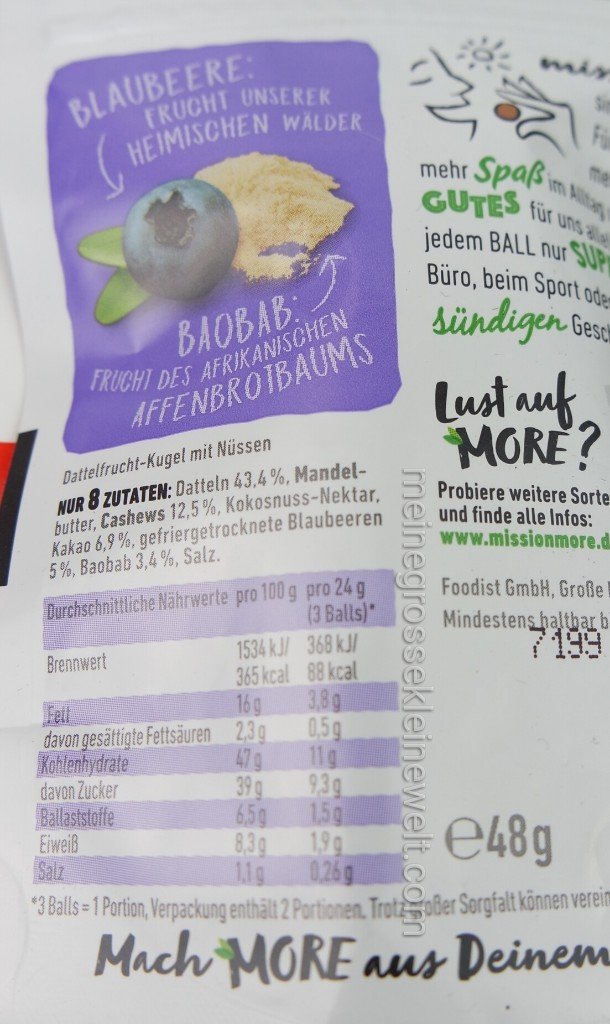 BLAUBEERE:
FRUCHT UNSERER
HEIMISCHEN WÄLDER
BAOBAB:
FRUCHT DES AFRIKANISCHEN
AFFENBROTBAUMS
Dattelfrucht-Kugel mit Nüssen
NUR 8 ZUTATEN: Datteln 43,4 %, Mandel-
butter, Cashews 12,5 %, Kokosnuss-Nektar,
Kakao 6,9 %, gefriergetrocknete Blaubeeren
5 %, Baobab 3,4 %, Salz.
Durchschnittliche Nährwerte pro 100 g pro 24 g
(3 Balls)*
Brennwert 1534 kJ/ 368 kJ/
365 kcal 88 kcal
Fett 16 g 3,8 g
davon gesättigte Fettsäuren 2,3 g 0,5 g
Kohlenhydrate 47 g 11 g
davon Zucker 39 g 9,3 g
Ballaststoffe 6,5 g 1,5 g
Eiweiß 8,3 g 1,9 g
Salz 1,1 g 0,26 g
*3 Balls = 1 Portion, Verpackung enthält 2 Portionen. Trotz großer Sorgfalt können verein
Mach MORE aus Deinem
mehr Spaß im Alltag
GUTES für uns
jedem BALL nur
Büro, beim Sport ode
sündigen Gesc
Lust auf
MORE?
Probiere weitere Sorte
und finde alle Infos:
www.missionmore.d
Foodist GmbH, Große
Mindestens haltbar b
7199
℮48 g
meinegrossekleinewelt.com